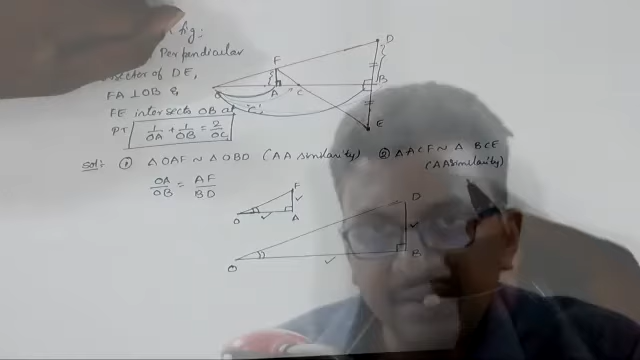 fig:
Perpendicular
sector of DE,
FA ⊥ OB &
FE intersects OB at 'C',
PT 1/OA + 1/OB = 2/OC
D
F
B
O
A
C
E
Sol: ① △OAF ~ △OBD (AA similarity) ② △ACF ~ △BCE
(AA similarity)
OA/OB = AF/BD
F
O
A
D
B
O